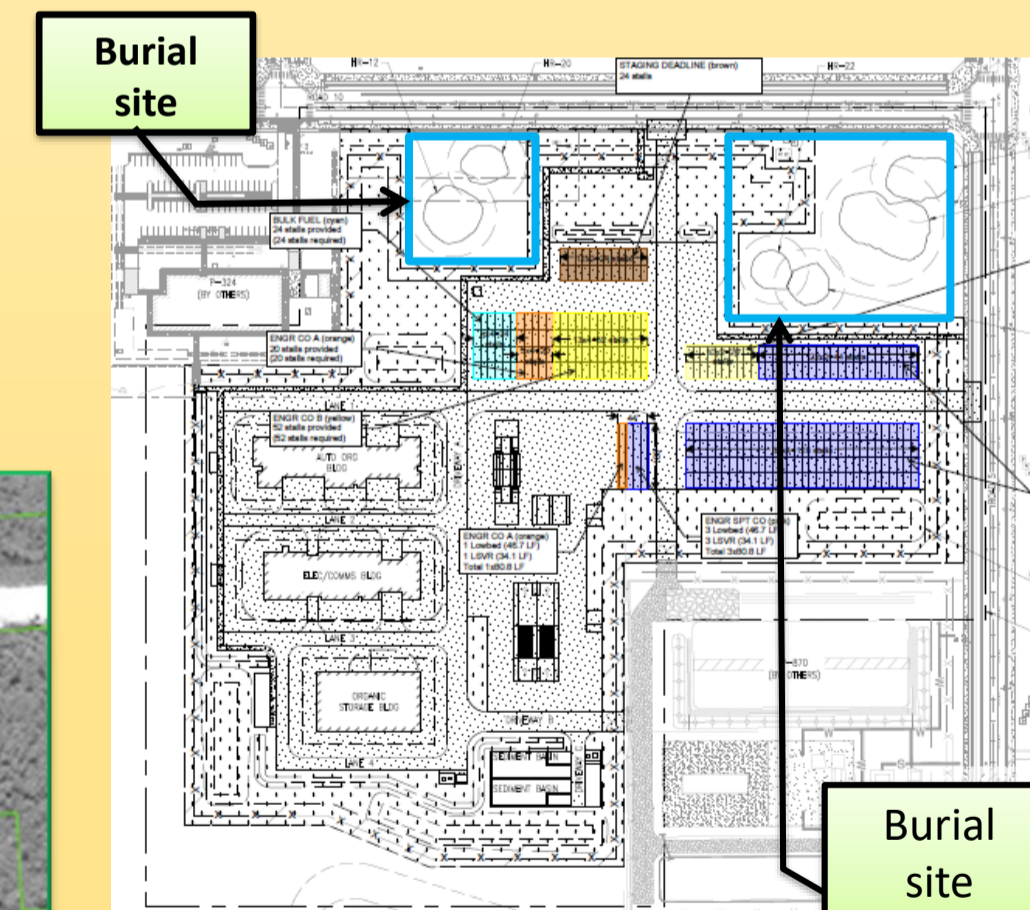 Burial
site
HR-12
HR-20
STAGING DEADLINE (brown)
24 stalls
HR-22
BULK FUEL (cyan)
24 stalls provided
(24 stalls required)
P-324
(BY OTHERS)
ENGR CO A (orange)
20 stalls provided
(20 stalls required)
LANE 1
ENGR CO B (yellow)
52 stalls provided
(52 stalls required)
AUTO ORG
BLDG
DRIVEWAY A
LANE 2
ENGR CO A (orange)
1 Lowbed (46.7 LF)
1 LSVR (34.1 LF)
Total 1x80.8 LF
ENGR SPT CO
3 Lowbed (46.7 LF)
3 LSVR (34.1 LF)
Total 3x80.8 LF
ELEC/COMMS BLDG
LANE 3
-870
(BY OTHERS)
ORGANIC
STORAGE BLDG
DRIVEWAY B
LANE 4
SEDIMENT BASIN
SEDIMENT BASIN
Burial
site